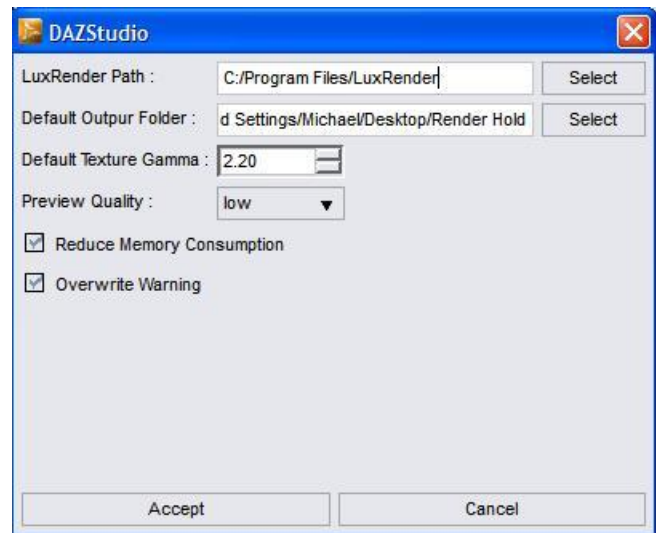 DAZStudio
LuxRender Path : C:/Program Files/LuxRender Select
Default Outpur Folder : d Settings/Michael/Desktop/Render Hold Select
Default Texture Gamma : 2.20
Preview Quality : low
Reduce Memory Consumption
Overwrite Warning
Accept Cancel